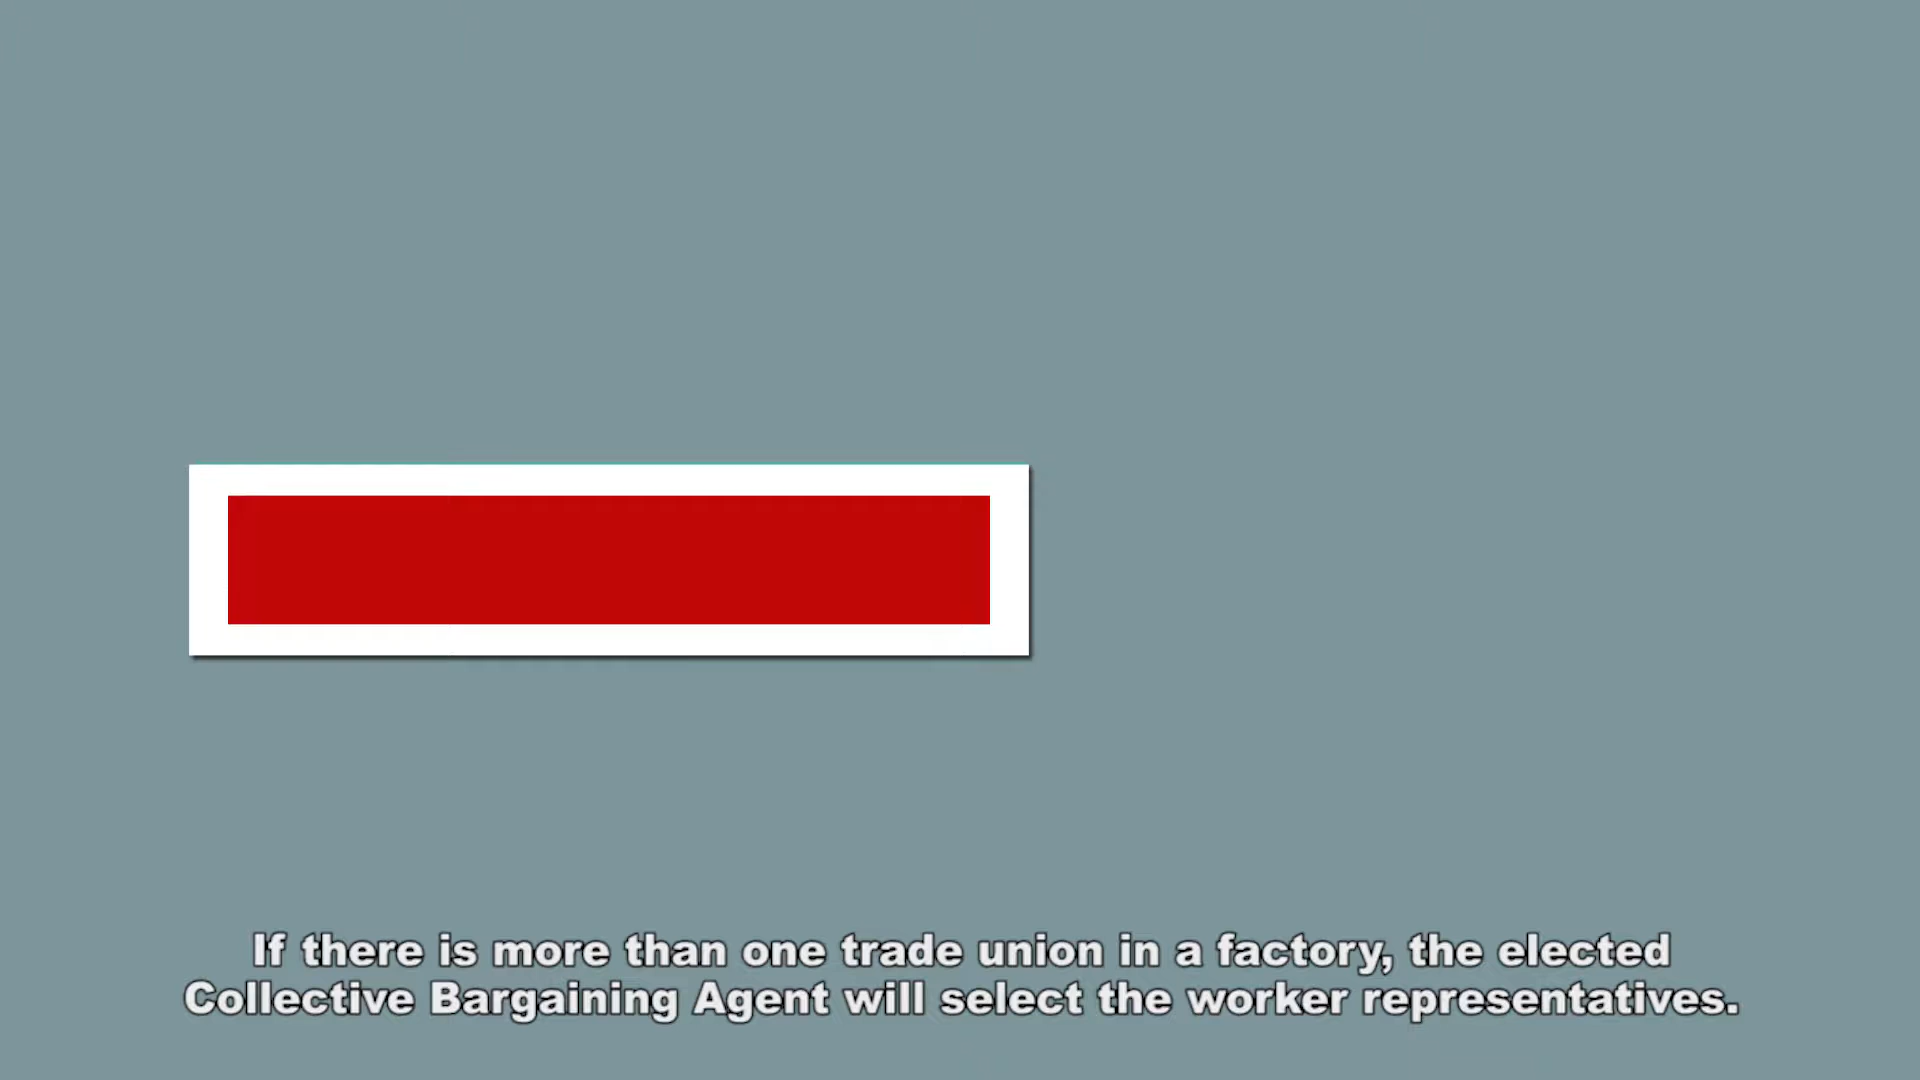 If there is more than one trade union in a factory, the elected
Collective Bargaining Agent will select the worker representatives.